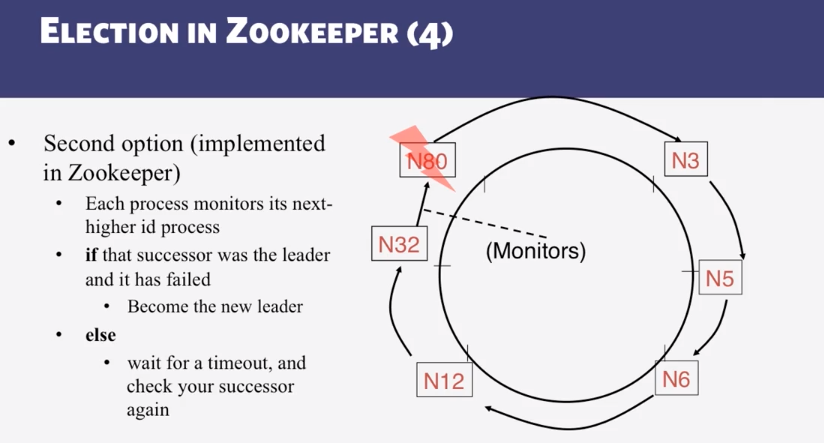 ELECTION IN ZOOKEEPER (4)
• Second option (implemented
in Zookeeper)
• Each process monitors its next-
higher id process
• if that successor was the leader
and it has failed
• Become the new leader
• else
• wait for a timeout, and
check your successor
again
N80
N3
N32
(Monitors)
N5
N12
N6